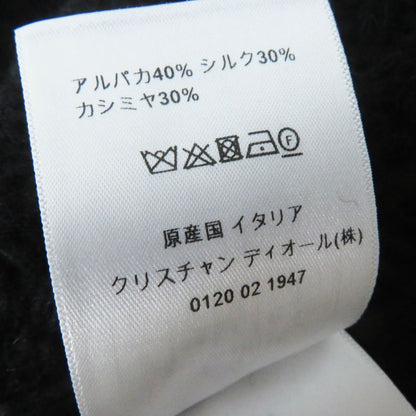 アルパカ40% シルク30%
カシミヤ30%
F
原産国 イタリア
クリスチャン ディオール(株)
0120 02 1947